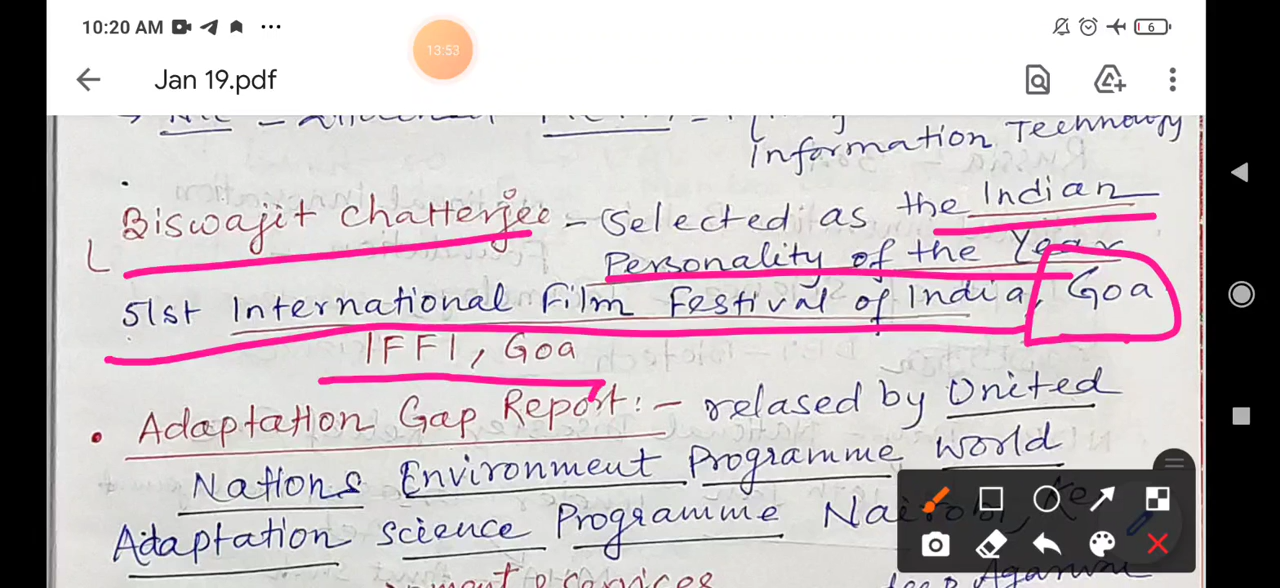 10:20 AM
13:53
6
Jan 19.pdf
Information Technology
Biswajit Chatterjee - Selected as the Indian
Personality of the Year
51st International Film Festival of India, Goa
IFFI, Goa
Adaptation Gap Report:- relased by United
Nations Environment Programme World
Adaptation science Programme